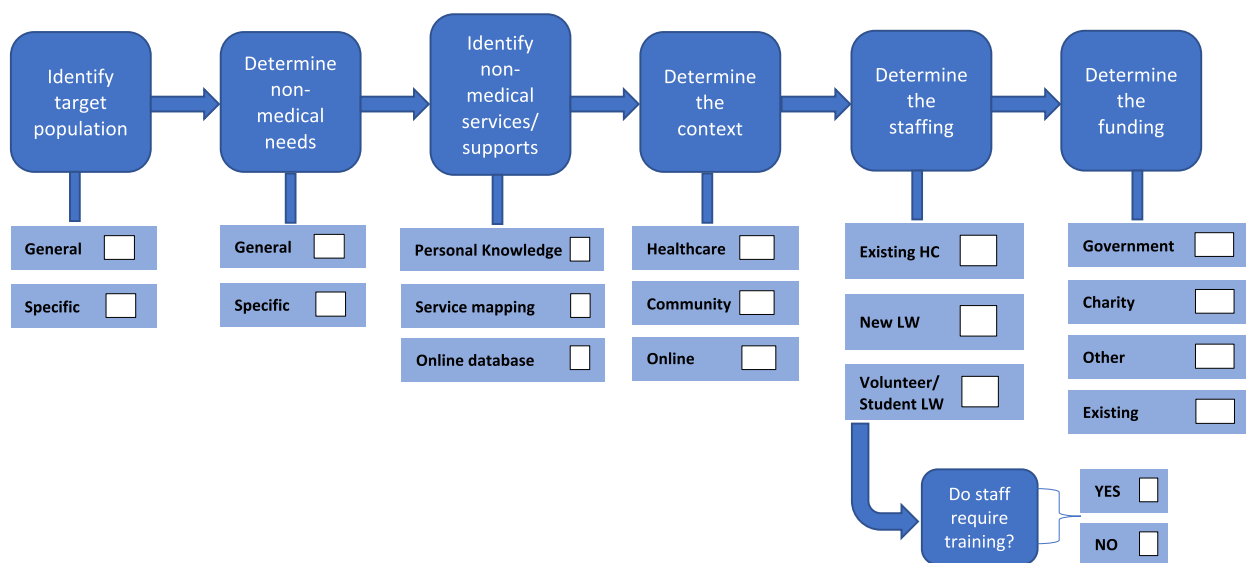 Identify
target
population
Determine
non-
medical
needs
Identify
non-
medical
services/
supports
Determine
the
context
Determine
the
staffing
Determine
the
funding
General
Specific
General
Specific
Personal Knowledge
Service mapping
Online database
Healthcare
Community
Online
Existing HC
New LW
Volunteer/
Student LW
Government
Charity
Other
Existing
Do staff
require
training?
YES
NO